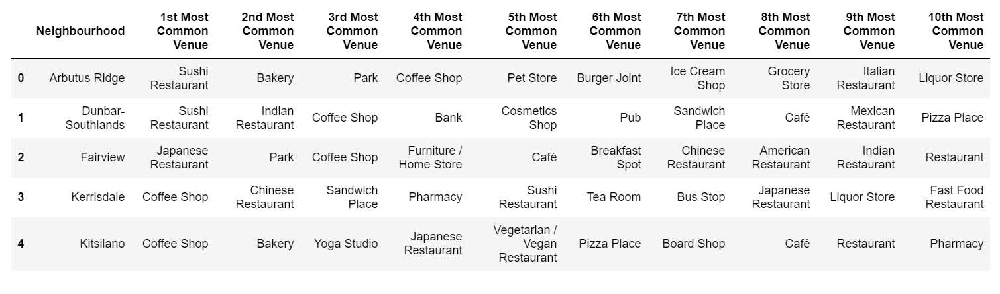 Neighbourhood 1st Most Common Venue 2nd Most Common Venue 3rd Most Common Venue 4th Most Common Venue 5th Most Common Venue 6th Most Common Venue 7th Most Common Venue 8th Most Common Venue 9th Most Common Venue 10th Most Common Venue
0 Arbutus Ridge Sushi Restaurant Bakery Park Coffee Shop Pet Store Burger Joint Ice Cream Shop Grocery Store Italian Restaurant Liquor Store
1 Dunbar-Southlands Sushi Restaurant Indian Restaurant Coffee Shop Bank Cosmetics Shop Pub Sandwich Place Café Mexican Restaurant Pizza Place
2 Fairview Japanese Restaurant Park Coffee Shop Furniture / Home Store Café Breakfast Spot Chinese Restaurant American Restaurant Indian Restaurant Restaurant
3 Kerrisdale Coffee Shop Chinese Restaurant Sandwich Place Pharmacy Sushi Restaurant Tea Room Bus Stop Japanese Restaurant Liquor Store Fast Food Restaurant
4 Kitsilano Coffee Shop Bakery Yoga Studio Japanese Restaurant Vegetarian / Vegan Restaurant Pizza Place Board Shop Café Restaurant Pharmacy